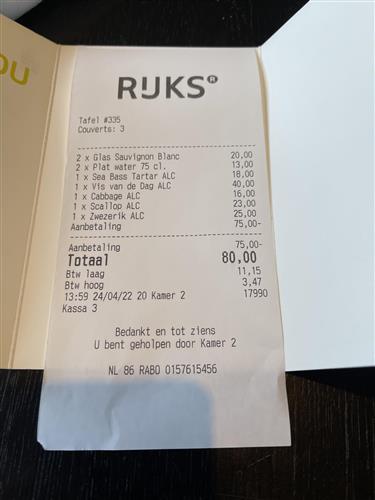 ou
RIJKS®
Tafel #335
Couverts: 3
2 x Glas Sauvignon Blanc 20,00
2 x Plat water 75 cl. 13,00
1 x Sea Bass Tartar ALC 18,00
1 x Vis van de Dag ALC 40,00
1 x Cabbage ALC 16,00
1 x Scallop ALC 23,00
1 x Zwezerik ALC 25,00
Aanbetaling 75,00-
Aanbetaling 75,00-
Totaal 80,00
Btw laag 11,15
Btw hoog 3,47
13:59 24/04/22 20 Kamer 2 17990
Kassa 3
Bedankt en tot ziens
U bent geholpen door Kamer 2
NL 86 RABO 0157615456